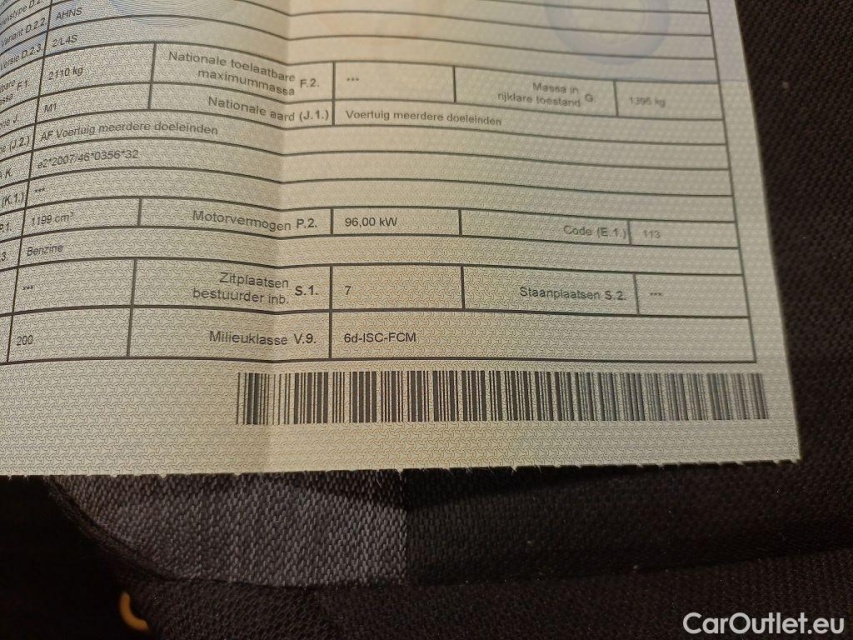 D.2.2 AHNS
D.2.3 2/L4S
F.1. 2110 kg Nationale toelaatbare maximummassa F.2. *** Massa in rijklare toestand G. 1395 kg
J. M1 Nationale aard (J.1.) Voertuig meerdere doeleinden
(J.2.) AF Voertuig meerdere doeleinden
K. e2*2007/46*0356*32
(K.1.) ***
P.1. 1199 cm³ Motorvermogen P.2. 96,00 kW Code (E.1.) 113
3. Benzine
*** Zitplaatsen bestuurder inb. S.1. 7 Staanplaatsen S.2. ***
200 Milieuklasse V.9. 6d-ISC-FCM
CarOutlet.eu